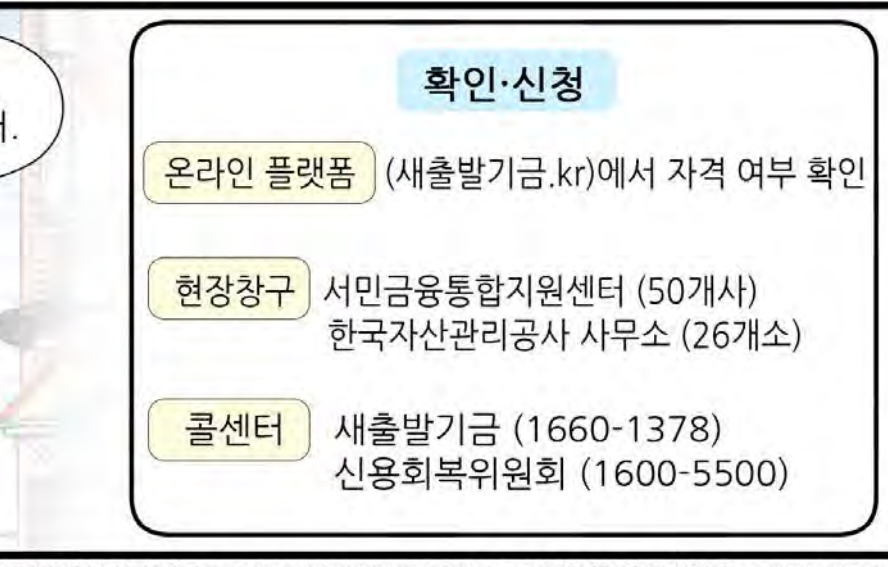 확인·신청
온라인 플랫폼 (새출발기금.kr)에서 자격 여부 확인
현장창구 서민금융통합지원센터 (50개사)
한국자산관리공사 사무소 (26개소)
콜센터 새출발기금 (1660-1378)
신용회복위원회 (1600-5500)